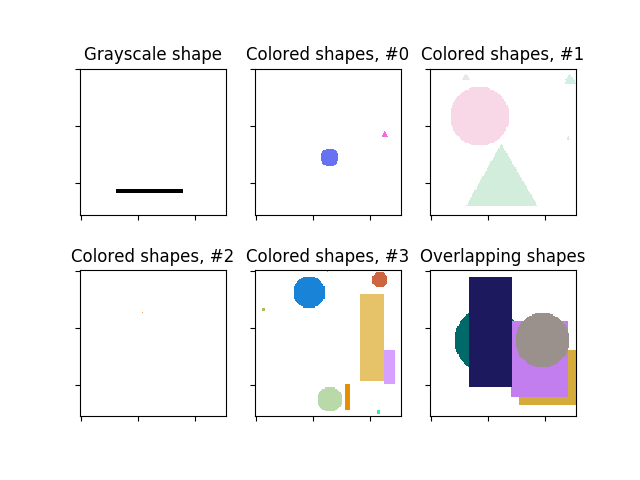 Grayscale shape
Colored shapes, #0
Colored shapes, #1
Colored shapes, #2
Colored shapes, #3
Overlapping shapes